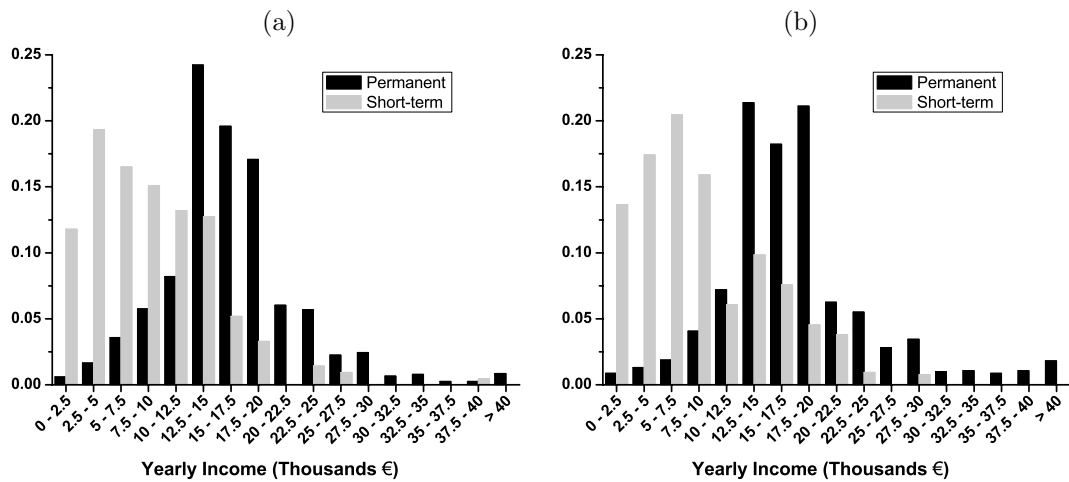 (a)
0.25
0.20
0.15
0.10
0.05
0.00
Permanent
Short-term
0 - 2.5
2.5 - 5
5 - 7.5
7.5 - 10
10 - 12.5
12.5 - 15
15 - 17.5
17.5 - 20
20 - 22.5
22.5 - 25
25 - 27.5
27.5 - 30
30 - 32.5
32.5 - 35
35 - 37.5
37.5 - 40
> 40
Yearly Income (Thousands €)
(b)
0.25
0.20
0.15
0.10
0.05
0.00
Permanent
Short-term
0 - 2.5
2.5 - 5
5 - 7.5
7.5 - 10
10 - 12.5
12.5 - 15
15 - 17.5
17.5 - 20
20 - 22.5
22.5 - 25
25 - 27.5
27.5 - 30
30 - 32.5
32.5 - 35
35 - 37.5
37.5 - 40
> 40
Yearly Income (Thousands €)